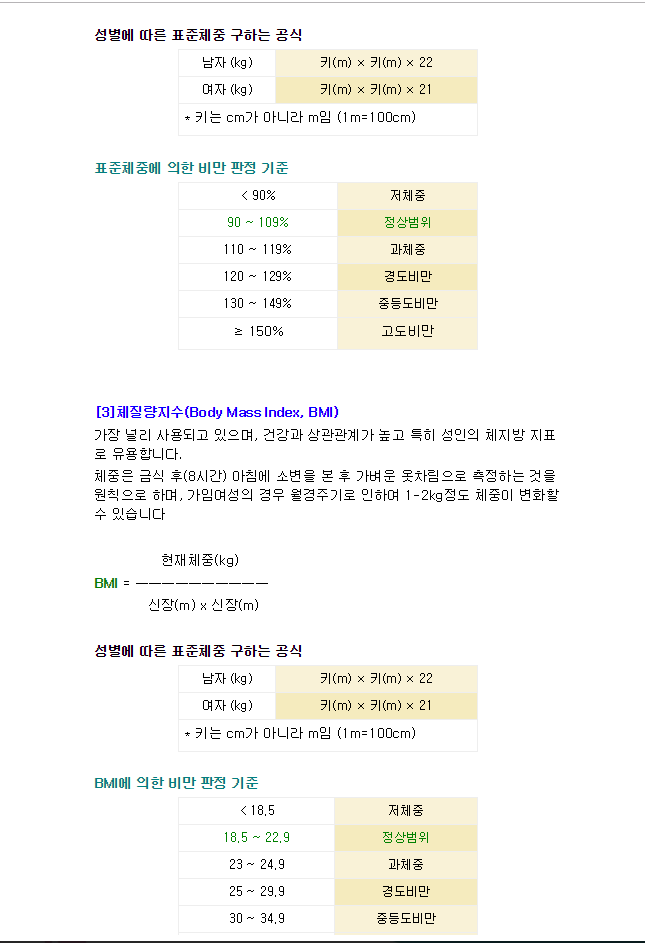 성별에 따른 표준체중 구하는 공식
남자 (kg) 키(m) × 키(m) × 22
여자 (kg) 키(m) × 키(m) × 21
* 키는 cm가 아니라 m임 (1m=100cm)
표준체중에 의한 비만 판정 기준
< 90% 저체중
90 ~ 109% 정상범위
110 ~ 119% 과체중
120 ~ 129% 경도비만
130 ~ 149% 중등도비만
≥ 150% 고도비만
[3]체질량지수(Body Mass Index, BMI)
가장 널리 사용되고 있으며, 건강과 상관관계가 높고 특히 성인의 체지방 지표
로 유용합니다.
체중은 금식 후(8시간) 아침에 소변을 본 후 가벼운 옷차림으로 측정하는 것을
원칙으로 하며, 가임여성의 경우 월경주기로 인하여 1-2kg정도 체중이 변화할
수 있습니다
현재체중(kg)
BMI = ──────────
신장(m) x 신장(m)
성별에 따른 표준체중 구하는 공식
남자 (kg) 키(m) × 키(m) × 22
여자 (kg) 키(m) × 키(m) × 21
* 키는 cm가 아니라 m임 (1m=100cm)
BMI에 의한 비만 판정 기준
< 18.5 저체중
18.5 ~ 22.9 정상범위
23 ~ 24.9 과체중
25 ~ 29.9 경도비만
30 ~ 34.9 중등도비만